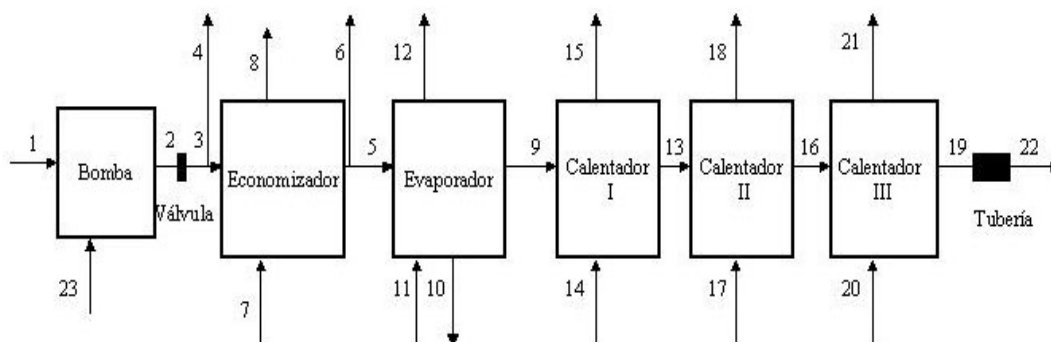 4
8
6
12
15
18
21
1
2
3
5
9
13
16
19
22
Bomba
Economizador
Evaporador
Calentador
I
Calentador
II
Calentador
III
Válvula
Tubería
23
7
11
10
14
17
20